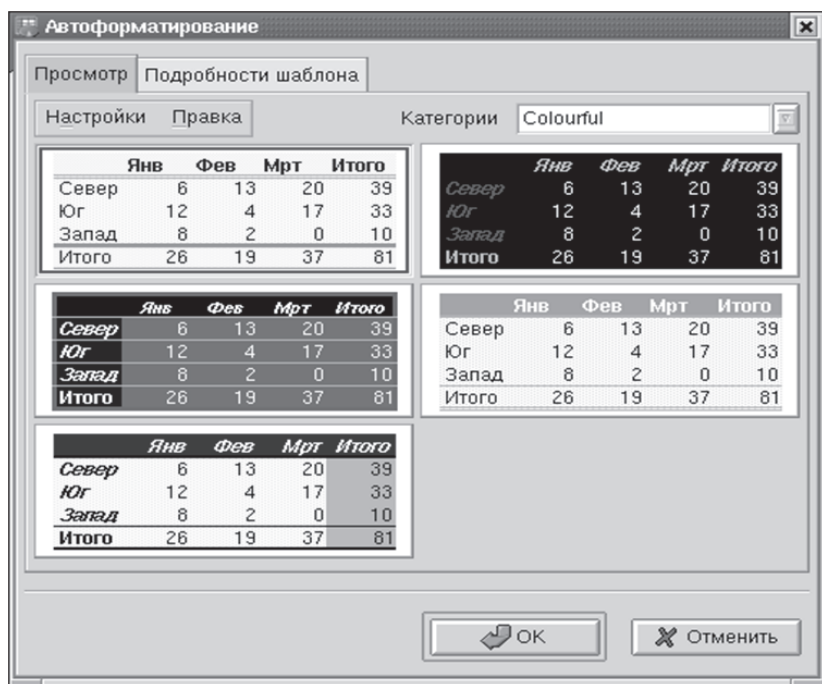 Автоформатирование
Просмотр
Подробности шаблона
Настройки Правка
Категории Colourful
Янв Фев Мрт Итого
Север 6 13 20 39
Юг 12 4 17 33
Запад 8 2 0 10
Итого 26 19 37 81
Янв Фев Мрт Итого
Север 6 13 20 39
Юг 12 4 17 33
Запад 8 2 0 10
Итого 26 19 37 81
Янв Фев Мрт Итого
Север 6 13 20 39
Юг 12 4 17 33
Запад 8 2 0 10
Итого 26 19 37 81
Янв Фев Мрт Итого
Север 6 13 20 39
Юг 12 4 17 33
Запад 8 2 0 10
Итого 26 19 37 81
Янв Фев Мрт Итого
Север 6 13 20 39
Юг 12 4 17 33
Запад 8 2 0 10
Итого 26 19 37 81
OK
Отменить